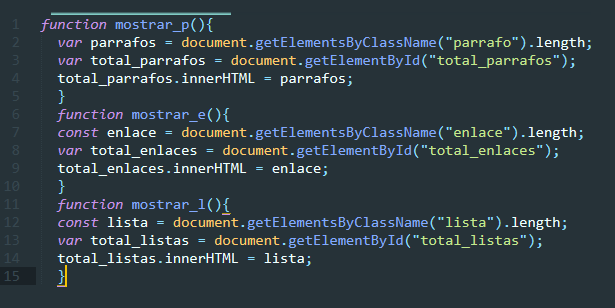 1 function mostrar_p(){
2 var parrafos = document.getElementsByClassName("parrafo").length;
3 var total_parrafos = document.getElementById("total_parrafos");
4 total_parrafos.innerHTML = parrafos;
5 }
6 function mostrar_e(){
7 const enlace = document.getElementsByClassName("enlace").length;
8 var total_enlaces = document.getElementById("total_enlaces");
9 total_enlaces.innerHTML = enlace;
10 }
11 function mostrar_l(){
12 const lista = document.getElementsByClassName("lista").length;
13 var total_listas = document.getElementById("total_listas");
14 total_listas.innerHTML = lista;
15 }